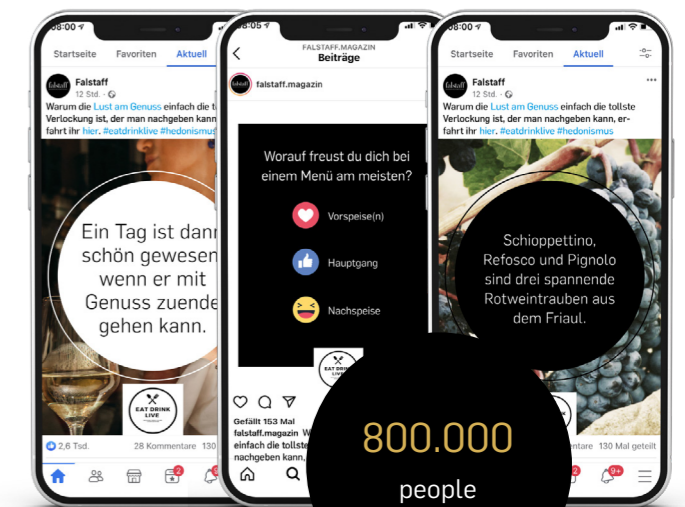 08:00
Startseite Favoriten Aktuell
Falstaff
12 Std.
Warum die Lust am Genuss einfach die
Verlockung ist, der man nachgeben kann
fahrt ihr hier. #eatdrinklive #hedonismus
Ein Tag ist dann
schön gewesen
wenn er mit
Genuss zuende
gehen kann.
EAT DRINK
LIVE
2,6 Tsd. 28 Kommentare 130
2
08:05
FALSTAFF.MAGAZIN
Beiträge
falstaff.magazin
Worauf freust du dich bei
einem Menü am meisten?
Vorspeise(n)
Hauptgang
Nachspeise
EAT DRINK
LIVE
Gefällt 153 Mal
falstaff.magazin W
einfach die tollste
nachgeben kann,
08:00
Startseite Favoriten Aktuell
Falstaff
12 Std.
Warum die Lust am Genuss einfach die tollste
Verlockung ist, der man nachgeben kann, er-
fahrt ihr hier. #eatdrinklive #hedonismus
Schioppettino,
Refosco und Pignolo
sind drei spannende
Rotweintrauben aus
dem Friaul.
130 Mal geteilt
2 9+
800.000
people